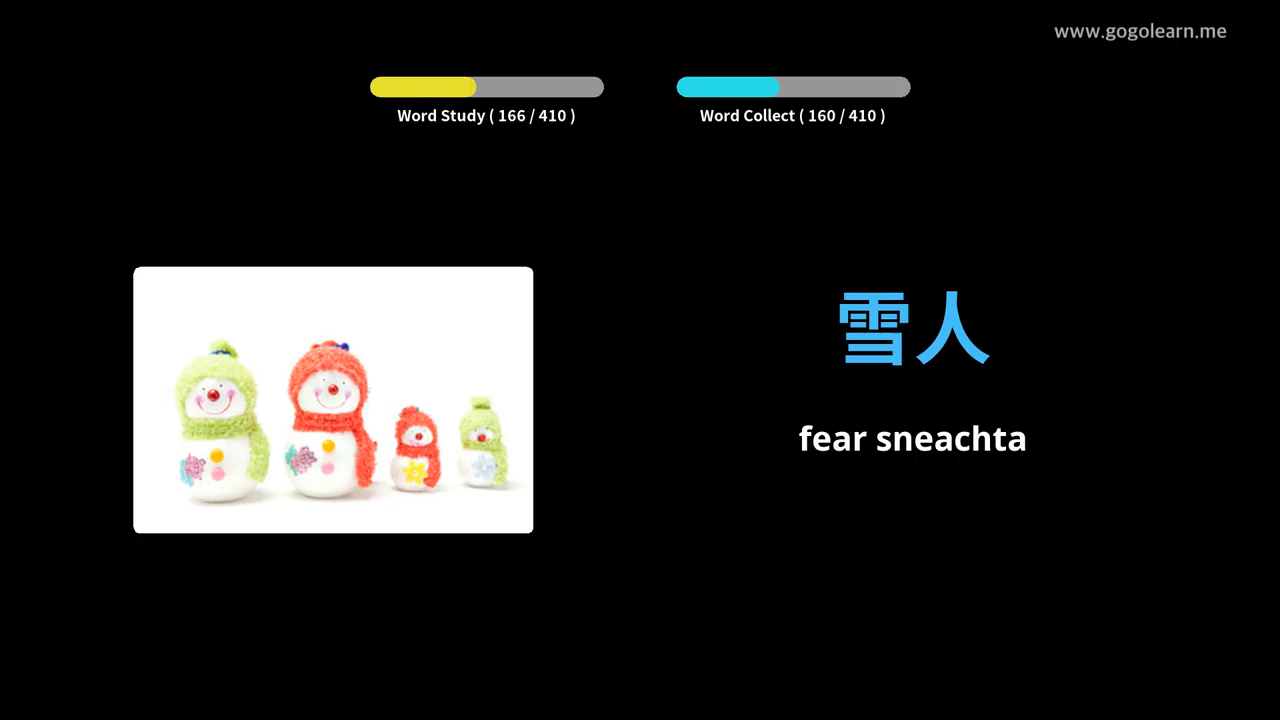 www.gogolearn.me
Word Study ( 166 / 410 )
Word Collect ( 160 / 410 )
雪人
fear sneachta